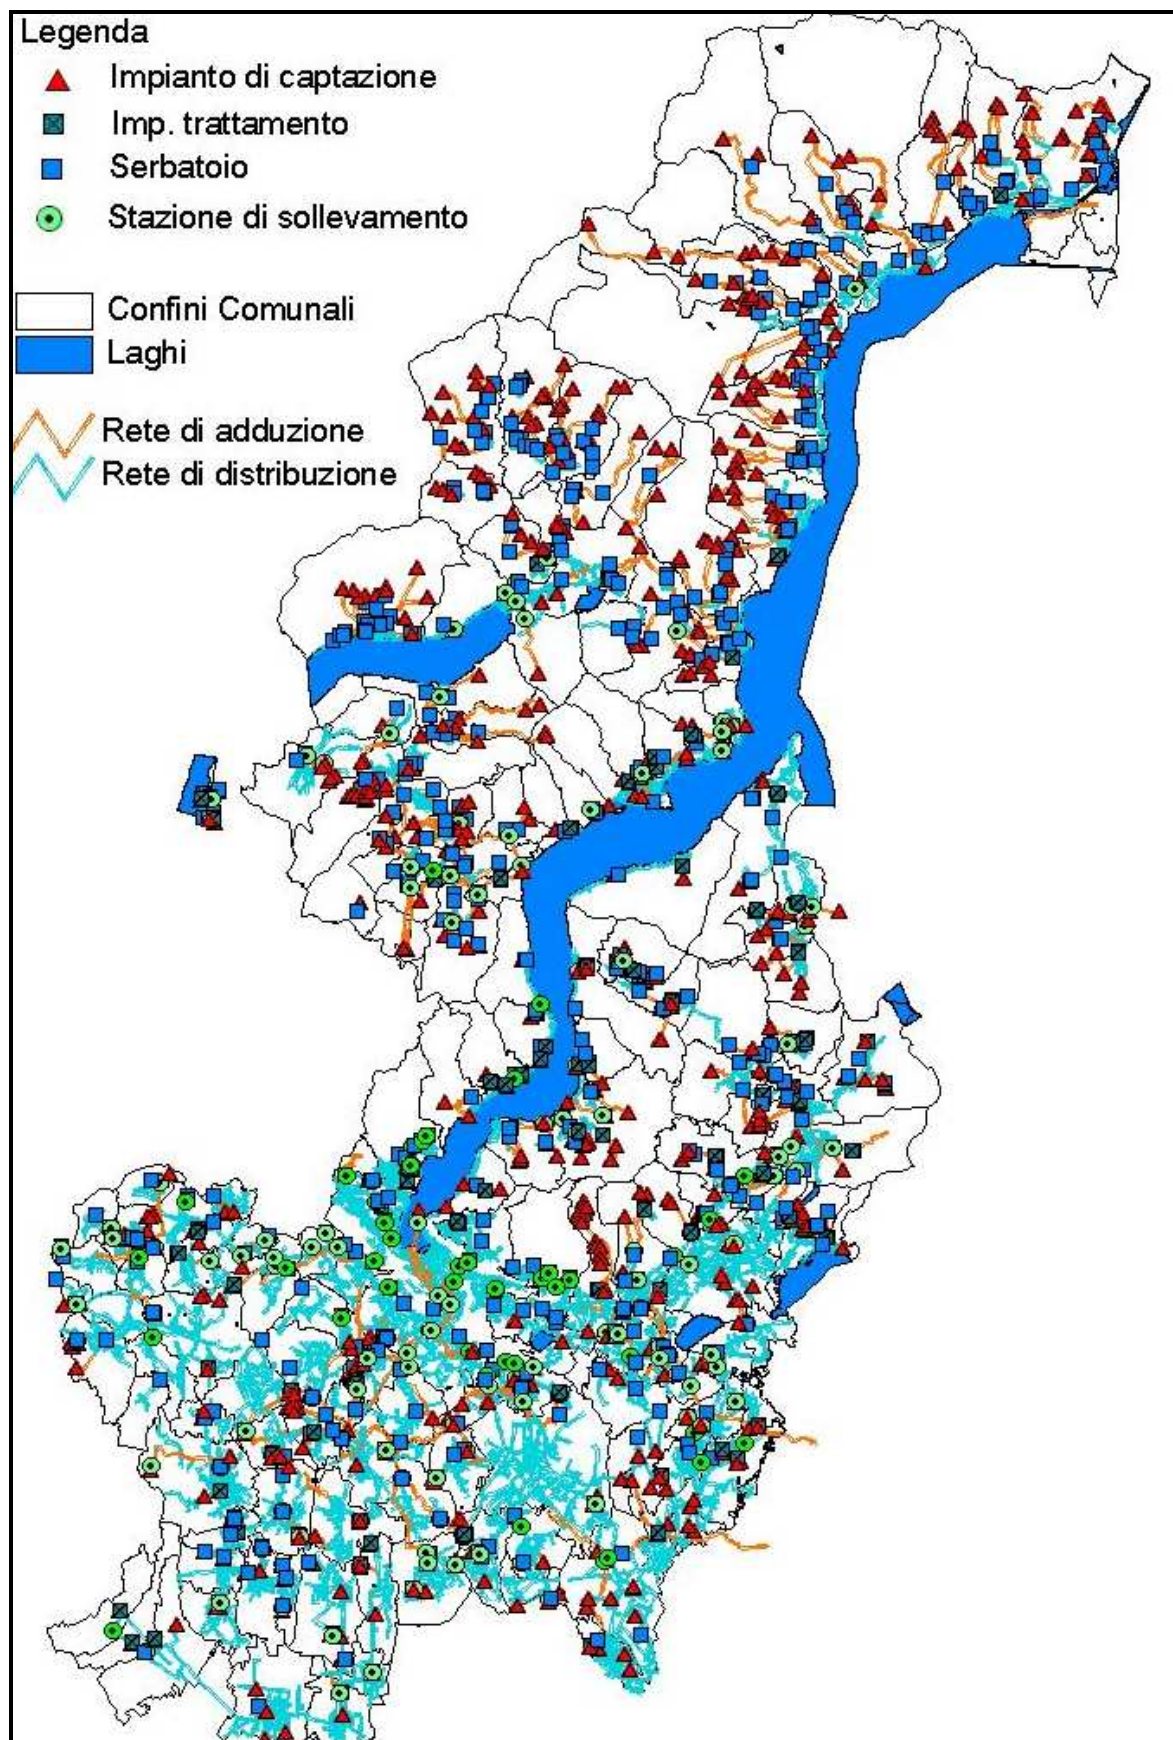 Legenda
Impianto di captazione
Imp. trattamento
Serbatoio
Stazione di sollevamento
Confini Comunali
Laghi
Rete di adduzione
Rete di distribuzione